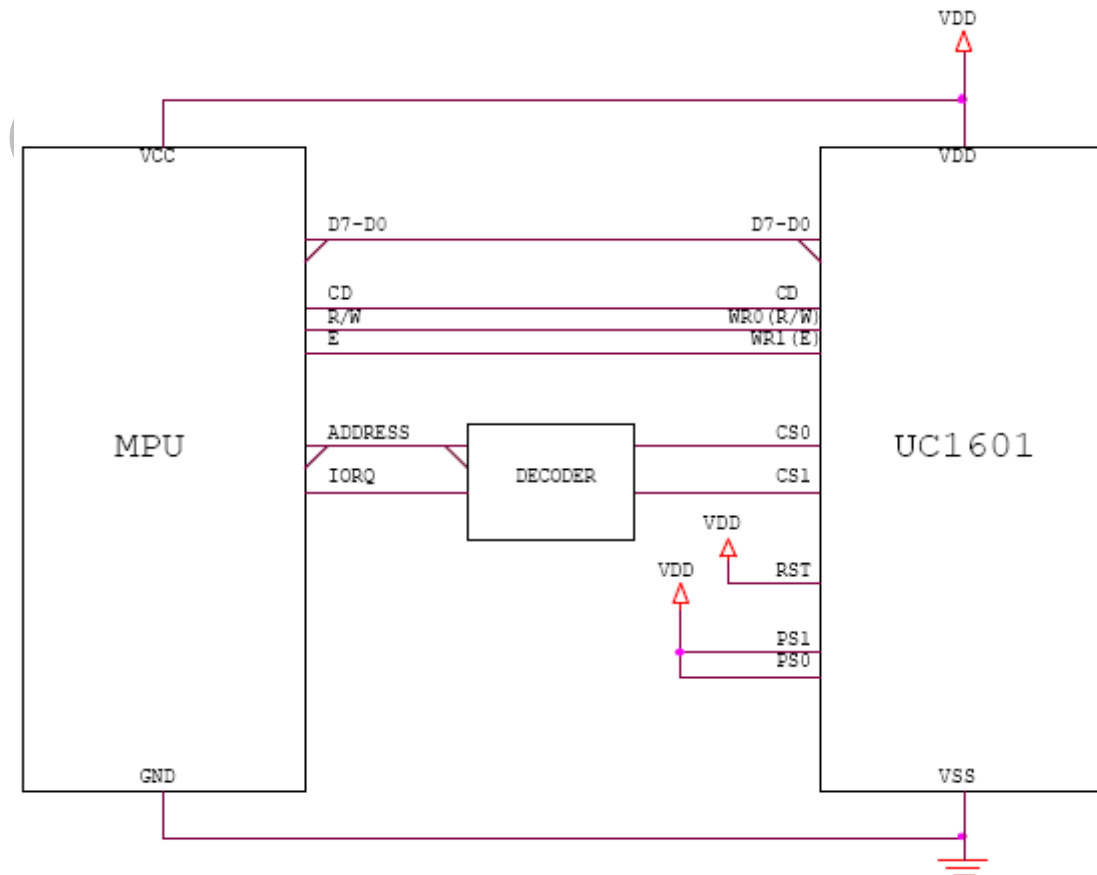 VDD
VCC VDD
D7-D0 D7-D0
CD CD
R/W WR0(R/W)
E WR1(E)
ADDRESS CS0
MPU DECODER UC1601
IORQ CS1
VDD
VDD RST
PS1
PS0
GND VSS